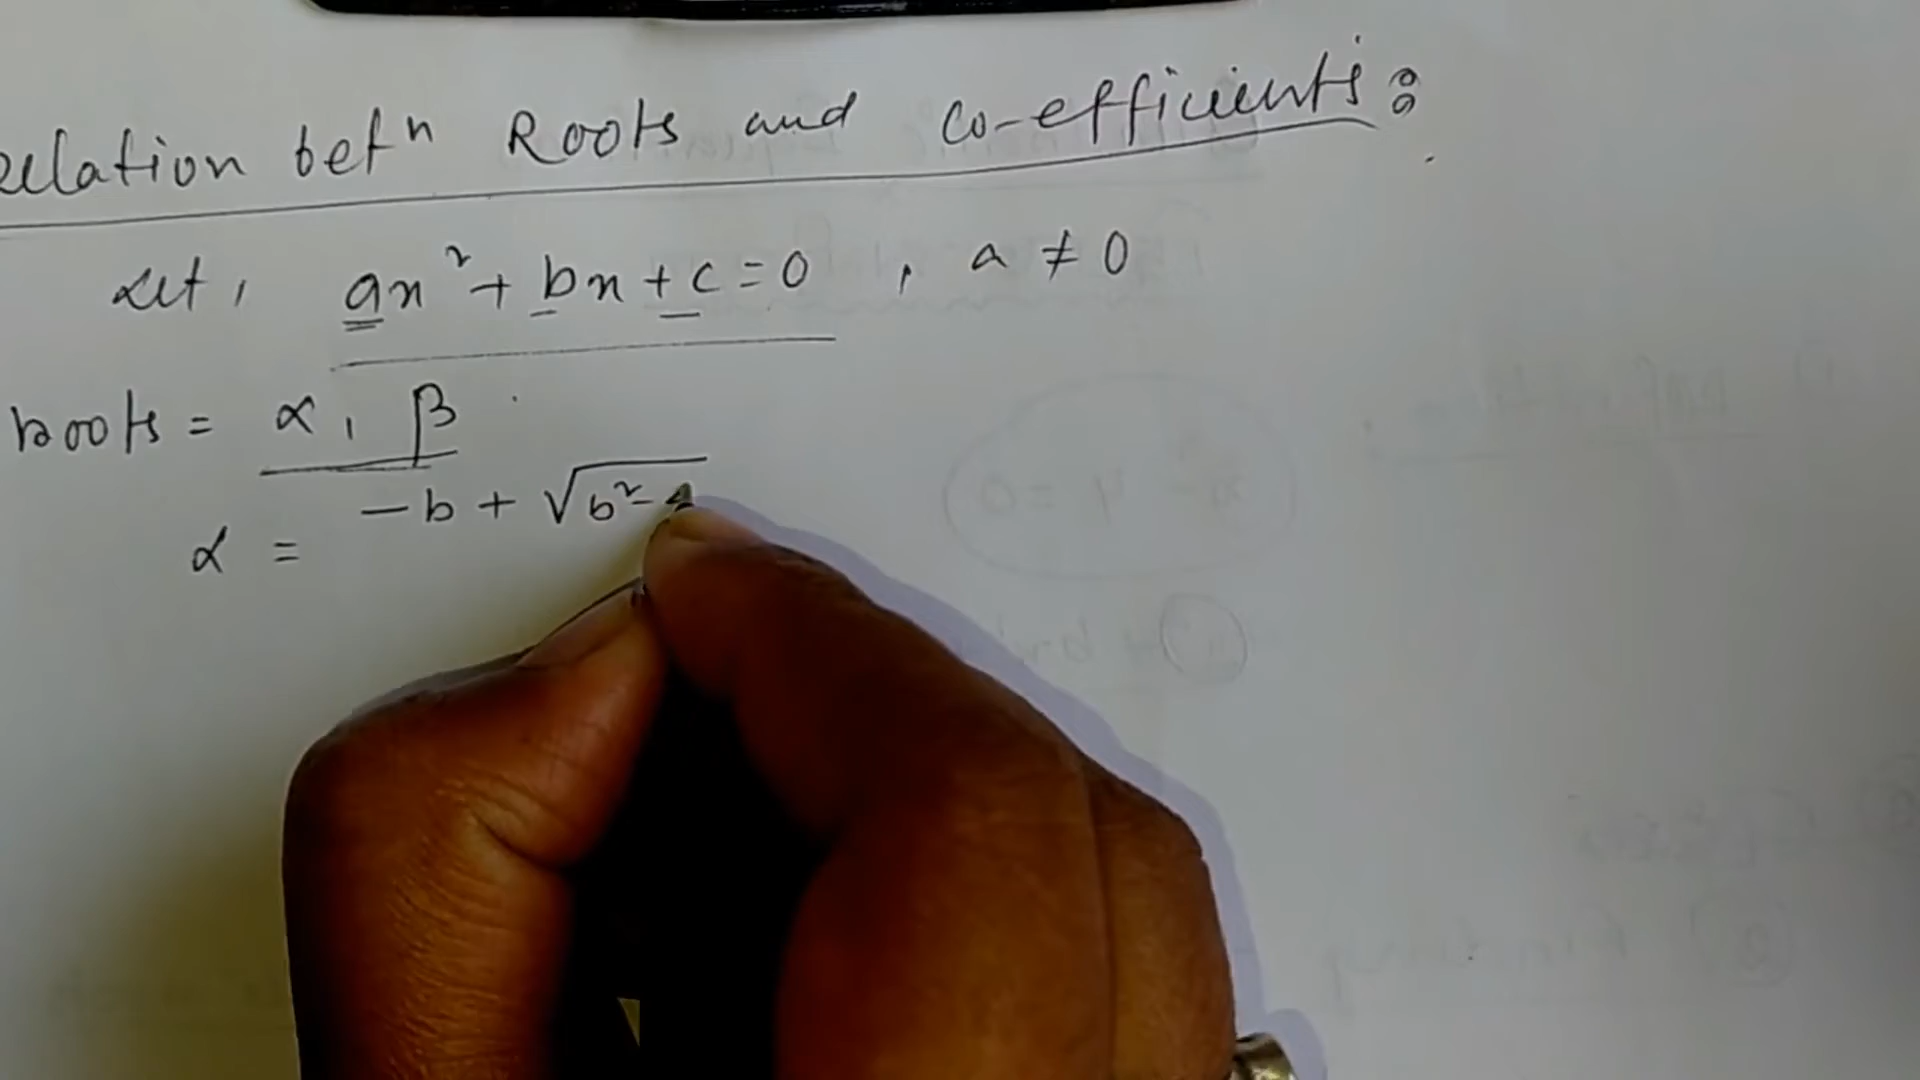 elation betn Roots and co-efficients:
Let, ax² + bx + c = 0, a ≠ 0
roots = α, β
α = -b + √b² - 4